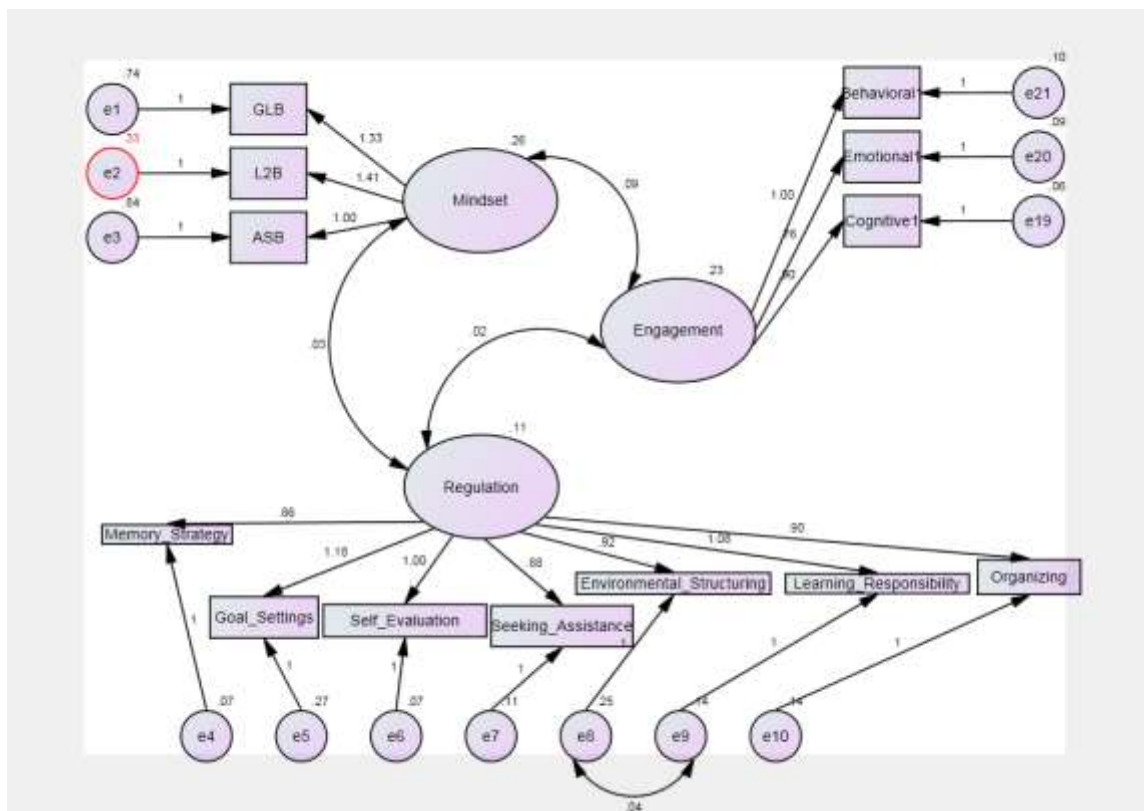 .74
.10
e1
1
GLB
Behavioral1
1
e21
1.33
.26
.33
.09
e2
1
L2B
1.41
Mindset
.09
Emotional1
1
e20
1.00
e3
1
ASB
1.00
.76
.06
Cognitive1
1
e19
.23
Engagement
.02
.03
.11
Regulation
.86
.90
Memory_Strategy
1.08
.92
1.00
.88
Environmental_Structuring
Learning_Responsibility
Organizing
Goal_Settings
Self_Evaluation
Seeking_Assistance
1
1
1
1
1
1
1
.07
.27
.07
.11
.25
.14
.14
e4
e5
e6
e7
e8
e9
e10
.04